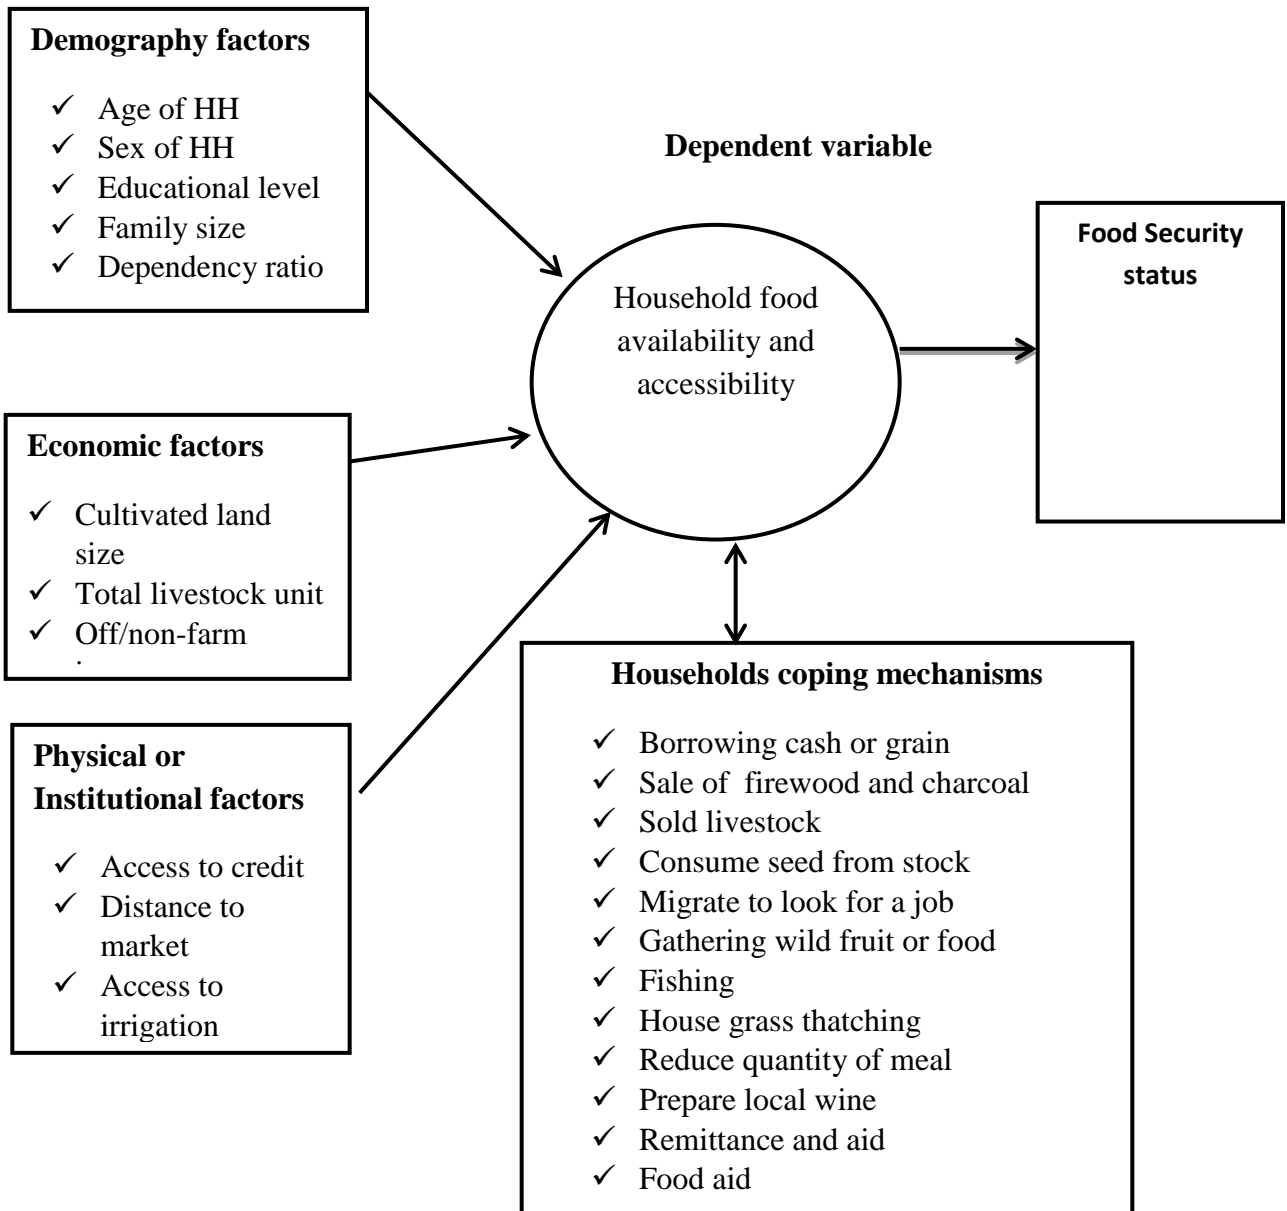 Demography factors
✓ Age of HH
✓ Sex of HH
✓ Educational level
✓ Family size
✓ Dependency ratio
Dependent variable
Household food
availability and
accessibility
Food Security
status
Economic factors
✓ Cultivated land
size
✓ Total livestock unit
✓ Off/non-farm
Physical or
Institutional factors
✓ Access to credit
✓ Distance to
market
✓ Access to
irrigation
Households coping mechanisms
✓ Borrowing cash or grain
✓ Sale of firewood and charcoal
✓ Sold livestock
✓ Consume seed from stock
✓ Migrate to look for a job
✓ Gathering wild fruit or food
✓ Fishing
✓ House grass thatching
✓ Reduce quantity of meal
✓ Prepare local wine
✓ Remittance and aid
✓ Food aid